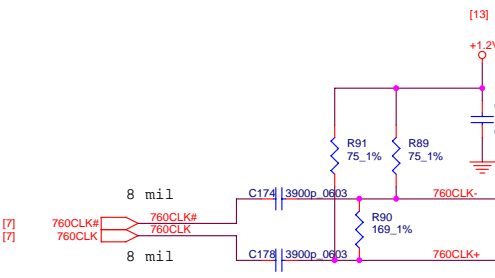 [13]
+1.2V
R91
75_1%
R89
75_1%
8 mil
C174 3900p_0603 760CLK-
[7] 760CLK# 760CLK#
R90
169_1%
[7] 760CLK 760CLK
8 mil
C178 3900p_0603 760CLK+